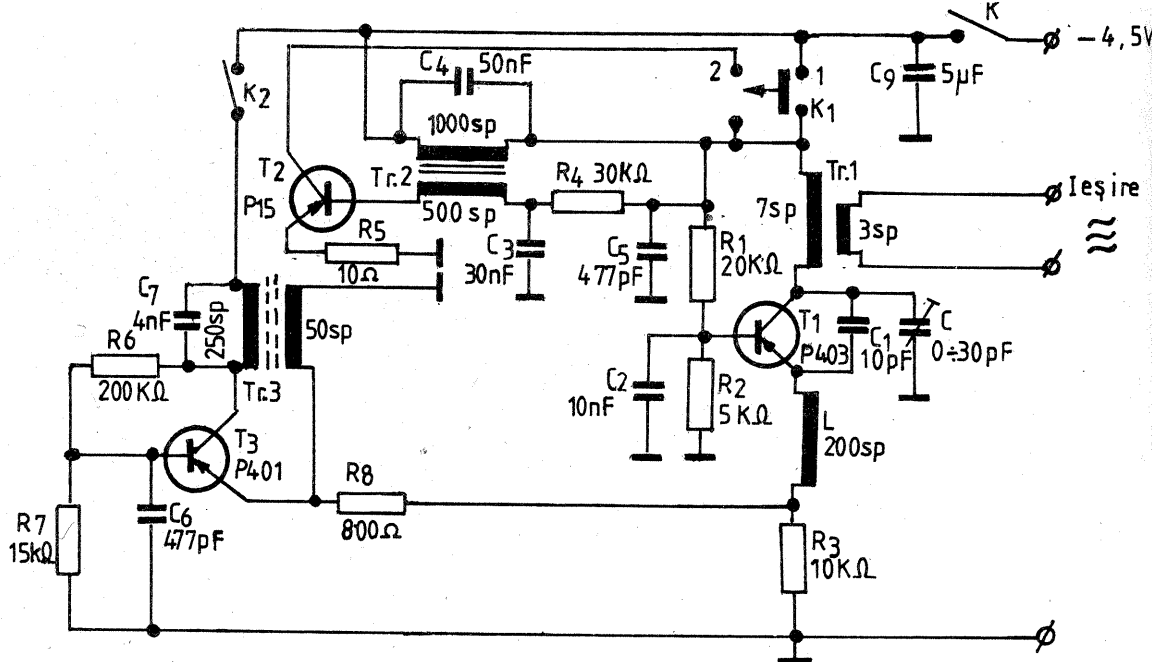 K
-4,5V
C4 50nF
2
1
C9 5µF
K2
K1
1000sp
T2
Tr.2
R4 30KΩ
Tr.1
Ieşire
P15
500sp
7sp
3sp
R5
10Ω
C3
30nF
C5
477pF
R1
20KΩ
C7
4nF
250sp
50sp
T1
P403
C1
10pF
C
0÷30pF
R6
200KΩ
Tr.3
C2
10nF
R2
5KΩ
L
200sp
T3
P401
R8
800Ω
R7
15KΩ
C6
477pF
R3
10KΩ